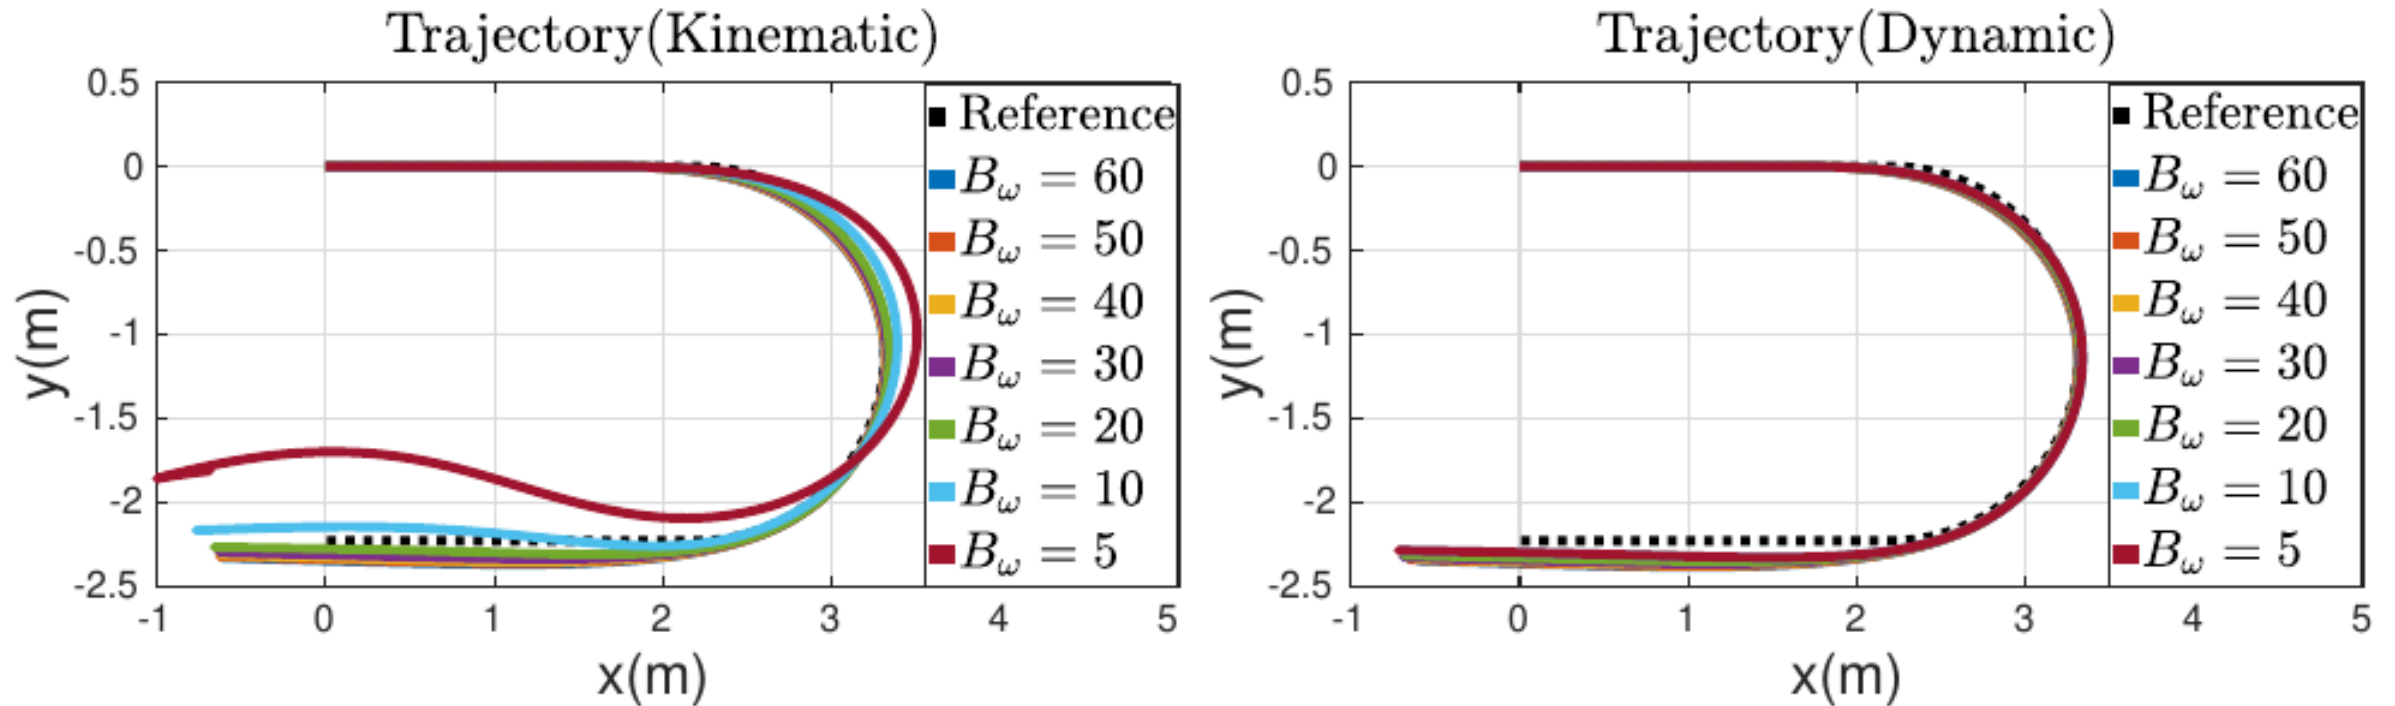 Trajectory(Kinematic)
0.5
0
-0.5
-1
-1.5
-2
-2.5
y(m)
-1 0 1 2 3 4 5
x(m)
Reference
B_ω = 60
B_ω = 50
B_ω = 40
B_ω = 30
B_ω = 20
B_ω = 10
B_ω = 5
Trajectory(Dynamic)
0.5
0
-0.5
-1
-1.5
-2
-2.5
y(m)
-1 0 1 2 3 4 5
x(m)
Reference
B_ω = 60
B_ω = 50
B_ω = 40
B_ω = 30
B_ω = 20
B_ω = 10
B_ω = 5